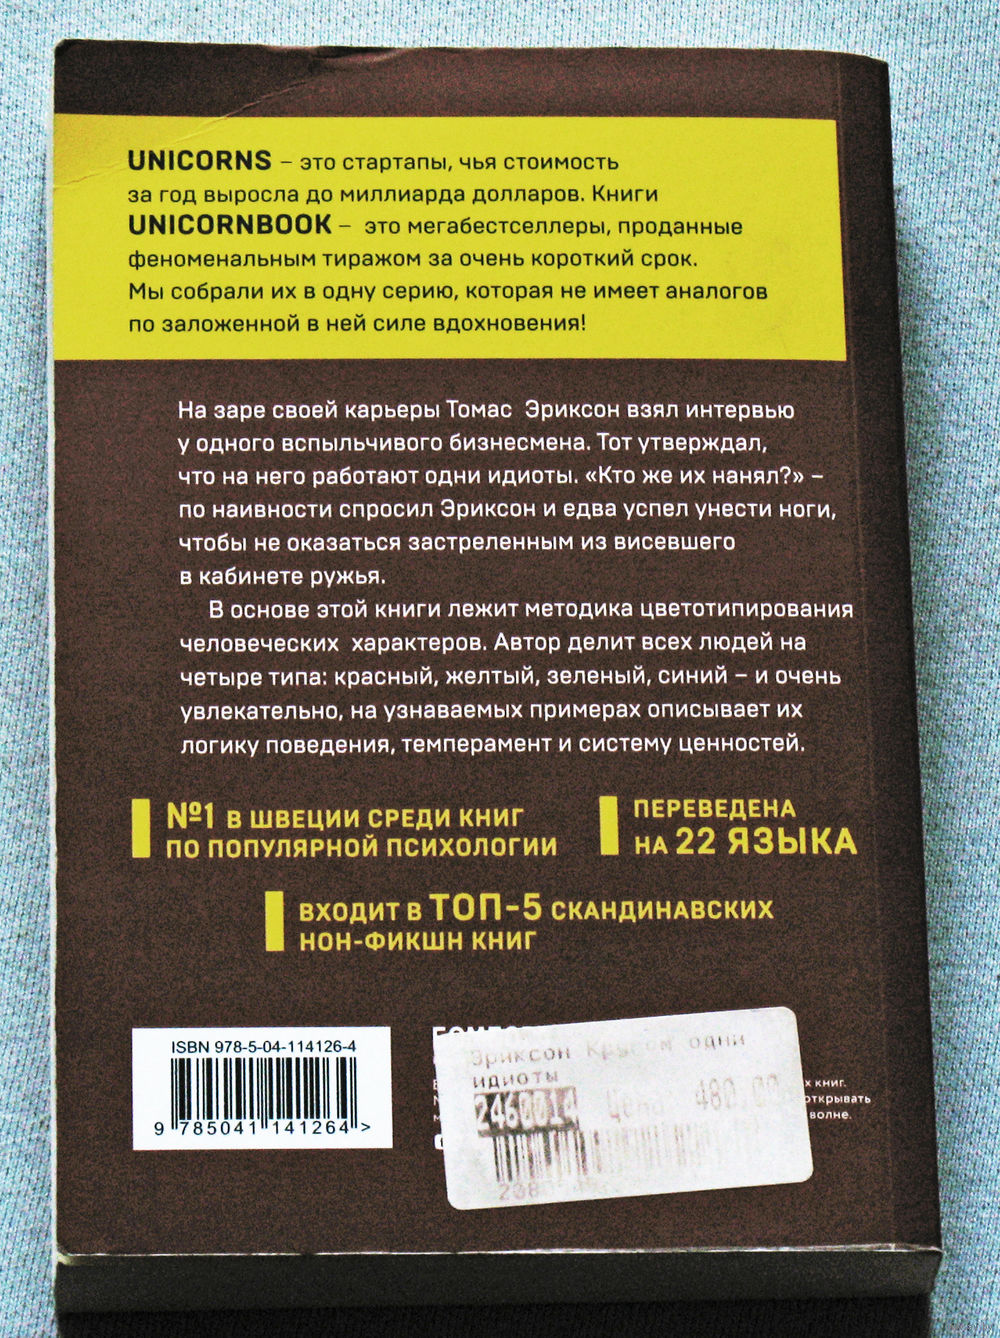 UNICORNS – это стартапы, чья стоимость
за год выросла до миллиарда долларов. Книги
UNICORNBOOK – это мегабестселлеры, проданные
феноменальным тиражом за очень короткий срок.
Мы собрали их в одну серию, которая не имеет аналогов
по заложенной в ней силе вдохновения!
На заре своей карьеры Томас Эриксон взял интервью
у одного вспыльчивого бизнесмена. Тот утверждал,
что на него работают одни идиоты. «Кто же их нанял?» –
по наивности спросил Эриксон и едва успел унести ноги,
чтобы не оказаться застреленным из висевшего
в кабинете ружья.
В основе этой книги лежит методика цветотипирования
человеческих характеров. Автор делит всех людей на
четыре типа: красный, желтый, зеленый, синий – и очень
увлекательно, на узнаваемых примерах описывает их
логику поведения, темперамент и систему ценностей.
№1 В ШВЕЦИИ СРЕДИ КНИГ
ПО ПОПУЛЯРНОЙ ПСИХОЛОГИИ
ПЕРЕВЕДЕНА
НА 22 ЯЗЫКА
ВХОДИТ В ТОП-5 СКАНДИНАВСКИХ
НОН-ФИКШН КНИГ
ISBN 978-5-04-114126-4
9 785041 141264 >
Эриксон Кругом одни
идиоты
2460014 Цена: 480.00
книг.
открывать
волне.